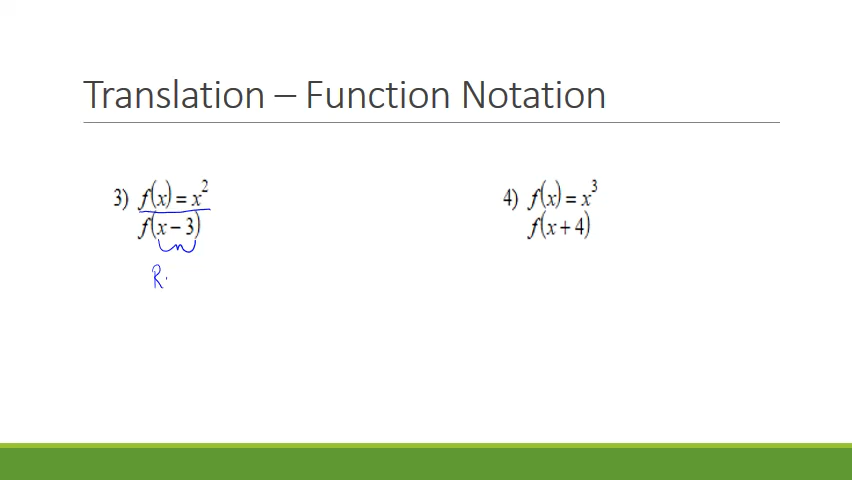 Translation – Function Notation
3) f(x) = x²
f(x − 3)
R.
4) f(x) = x³
f(x + 4)